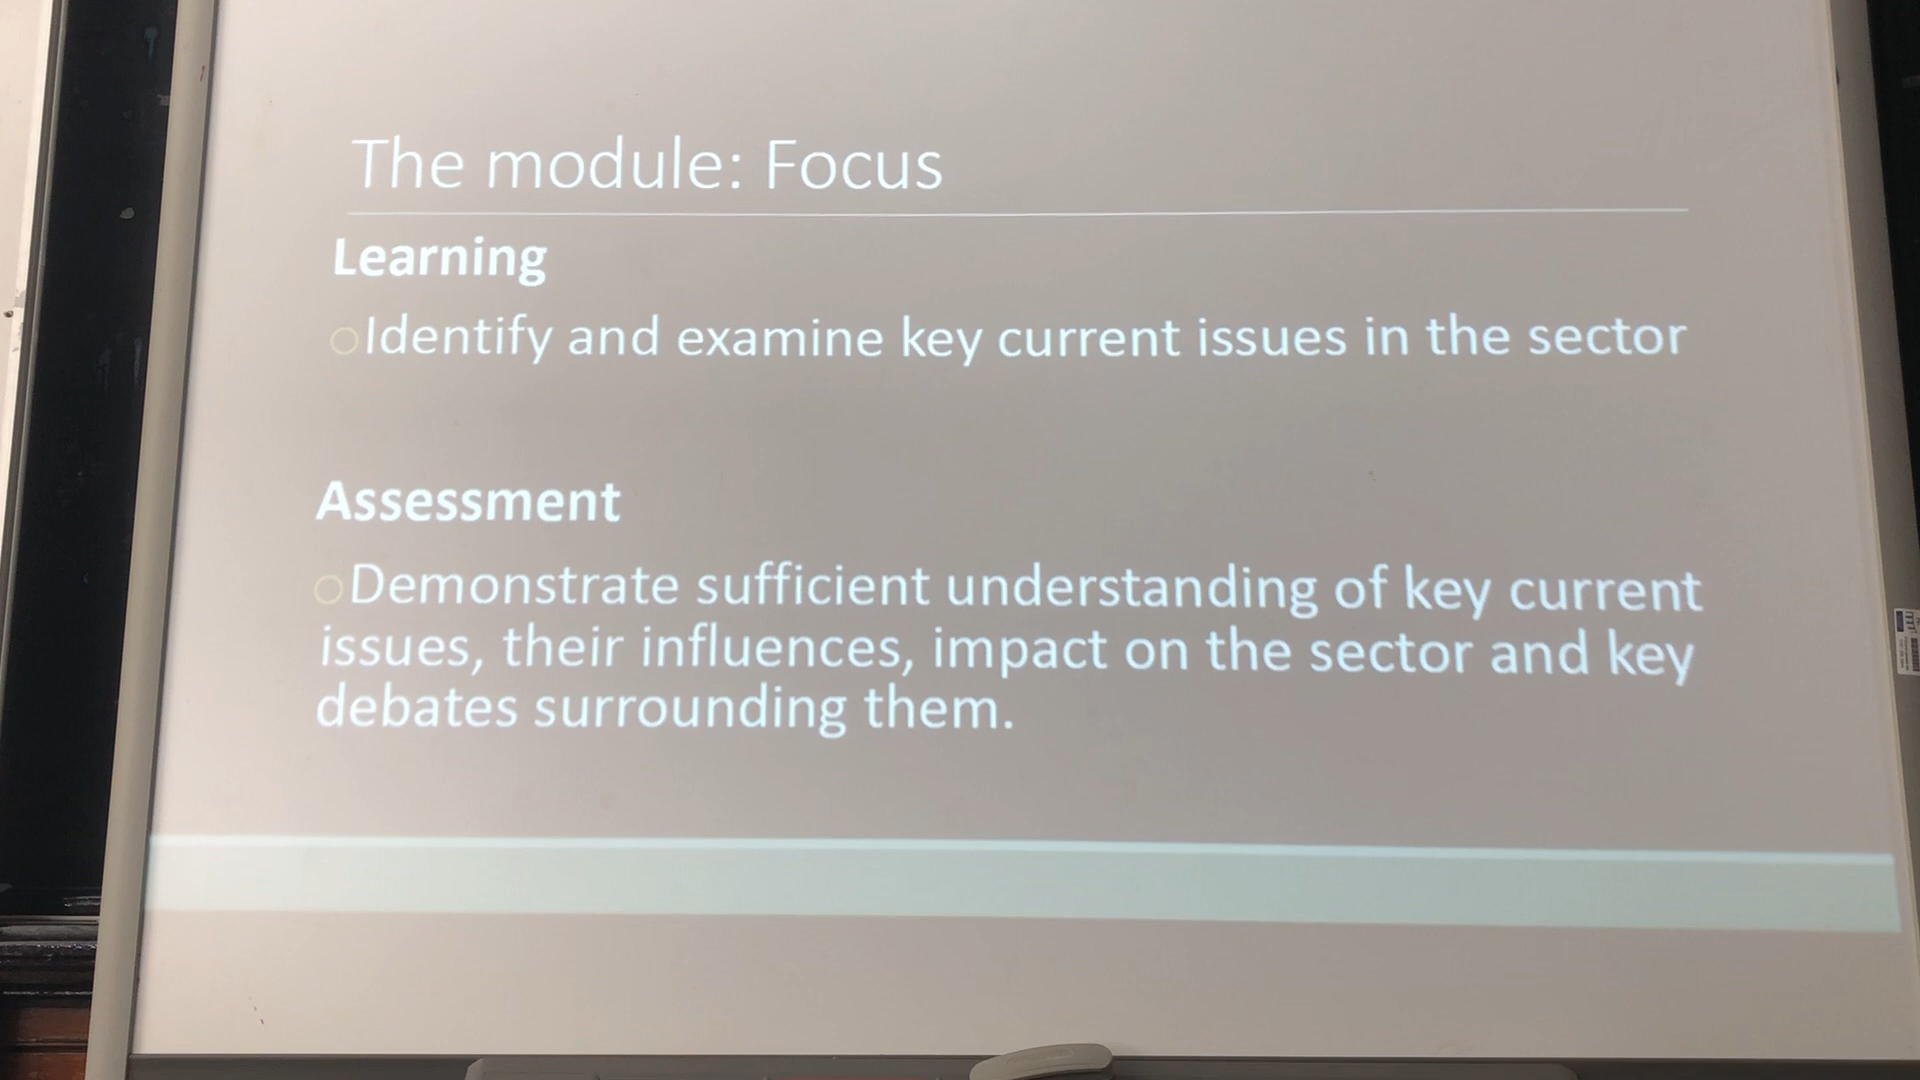 The module: Focus
Learning
Identify and examine key current issues in the sector
Assessment
Demonstrate sufficient understanding of key current
issues, their influences, impact on the sector and key
debates surrounding them.